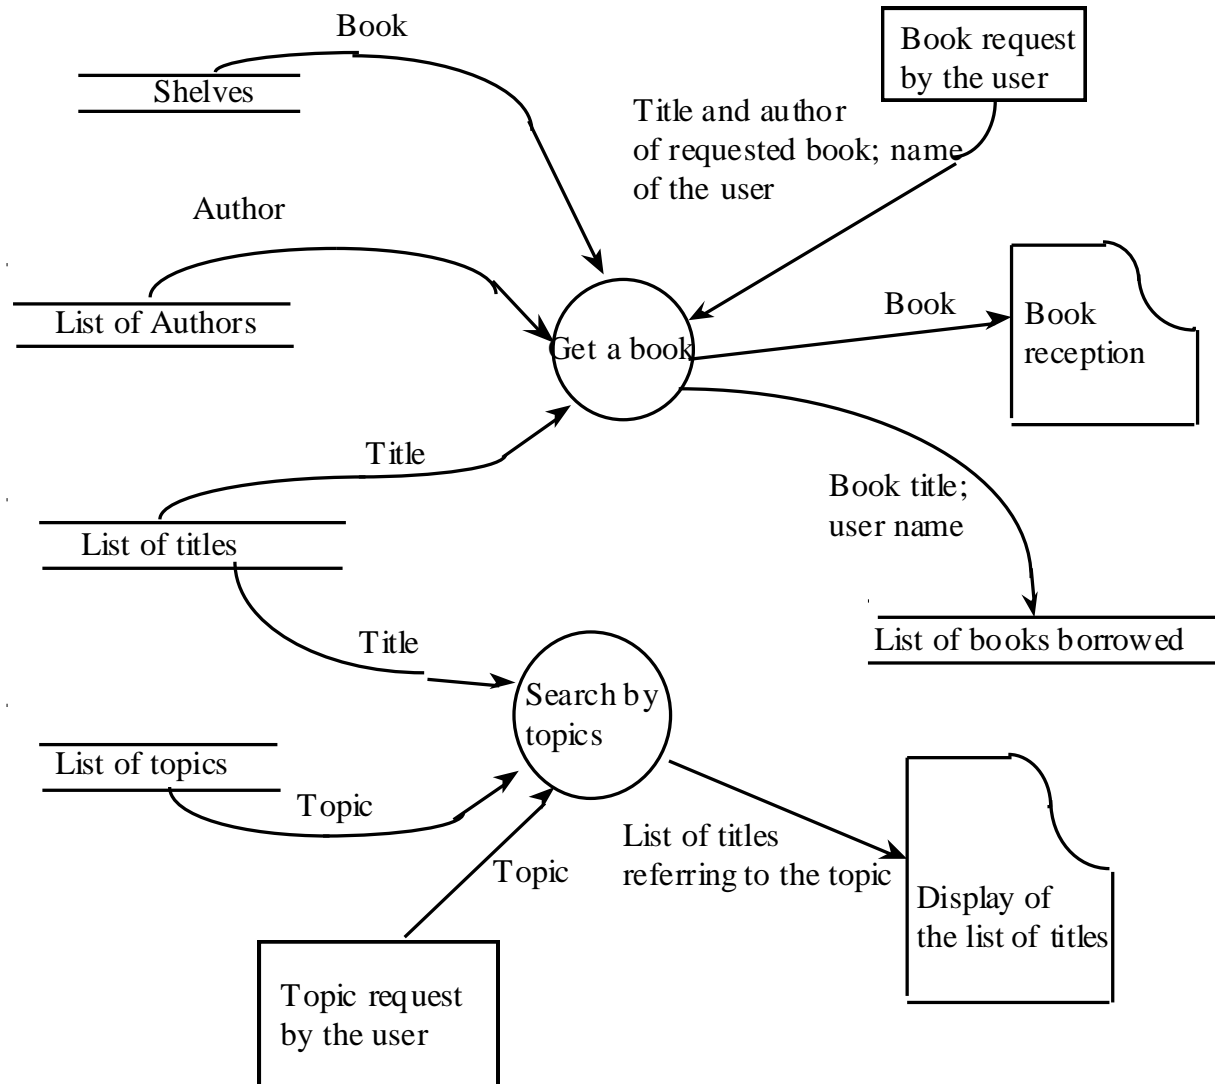 Book
Shelves
Book request
by the user
Title and author
of requested book; name
of the user
Author
List of Authors
Get a book
Book
Book
reception
Title
Book title;
user name
List of titles
Title
List of books borrowed
Search by
topics
List of topics
Topic
List of titles
referring to the topic
Topic
Display of
the list of titles
Topic request
by the user